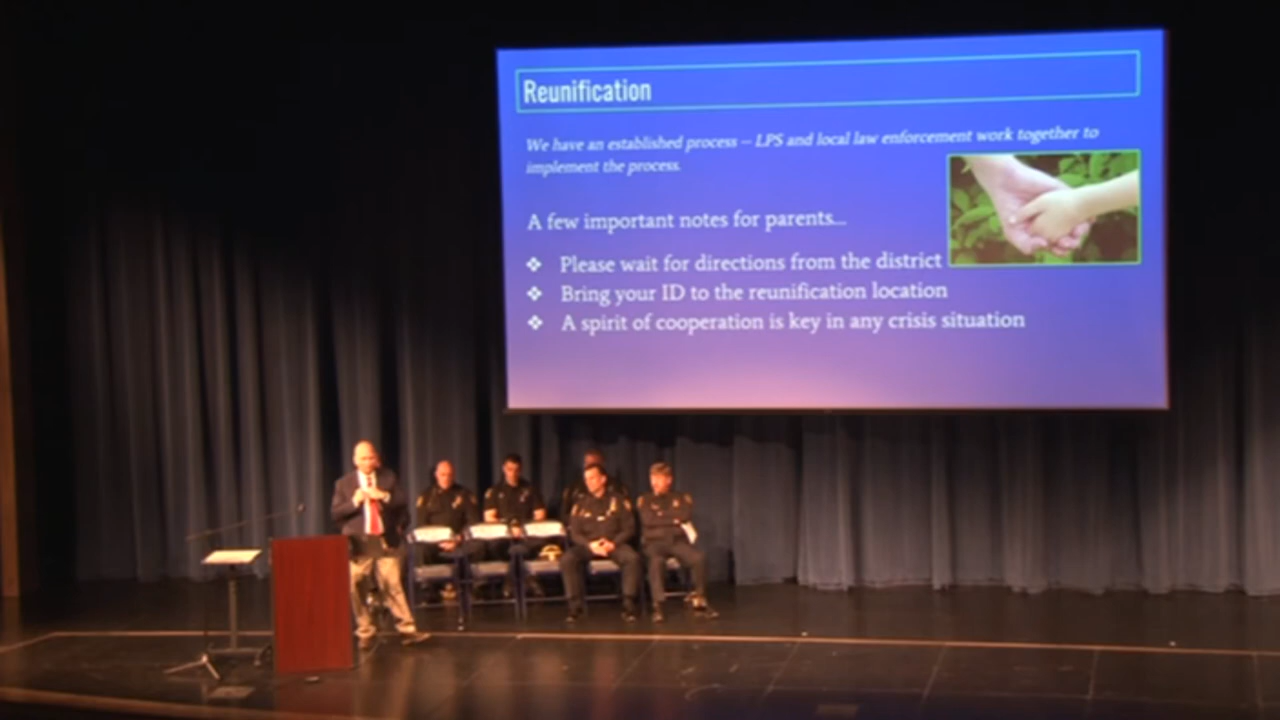 Reunification
We have an established process – LPS and local law enforcement work together to
implement the process.
A few important notes for parents...
❖ Please wait for directions from the district
❖ Bring your ID to the reunification location
❖ A spirit of cooperation is key in any crisis situation